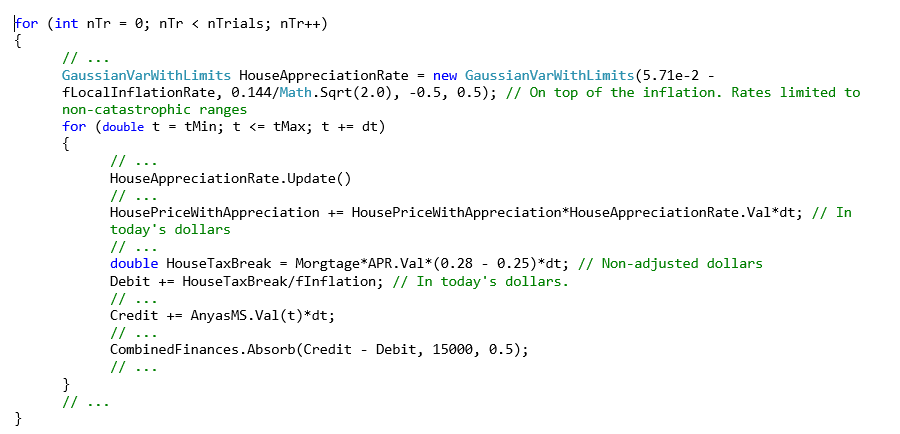 for (int nTr = 0; nTr < nTrials; nTr++)
{
// ...
GaussianVarWithLimits HouseAppreciationRate = new GaussianVarWithLimits(5.71e-2 -
fLocalInflationRate, 0.144/Math.Sqrt(2.0), -0.5, 0.5); // On top of the inflation. Rates limited to
non-catastrophic ranges
for (double t = tMin; t <= tMax; t += dt)
{
// ...
HouseAppreciationRate.Update()
// ...
HousePriceWithAppreciation += HousePriceWithAppreciation*HouseAppreciationRate.Val*dt; // In
today's dollars
// ...
double HouseTaxBreak = Morgtage*APR.Val*(0.28 - 0.25)*dt; // Non-adjusted dollars
Debit += HouseTaxBreak/fInflation; // In today's dollars.
// ...
Credit += AnyasMS.Val(t)*dt;
// ...
CombinedFinances.Absorb(Credit - Debit, 15000, 0.5);
// ...
}
// ...
}